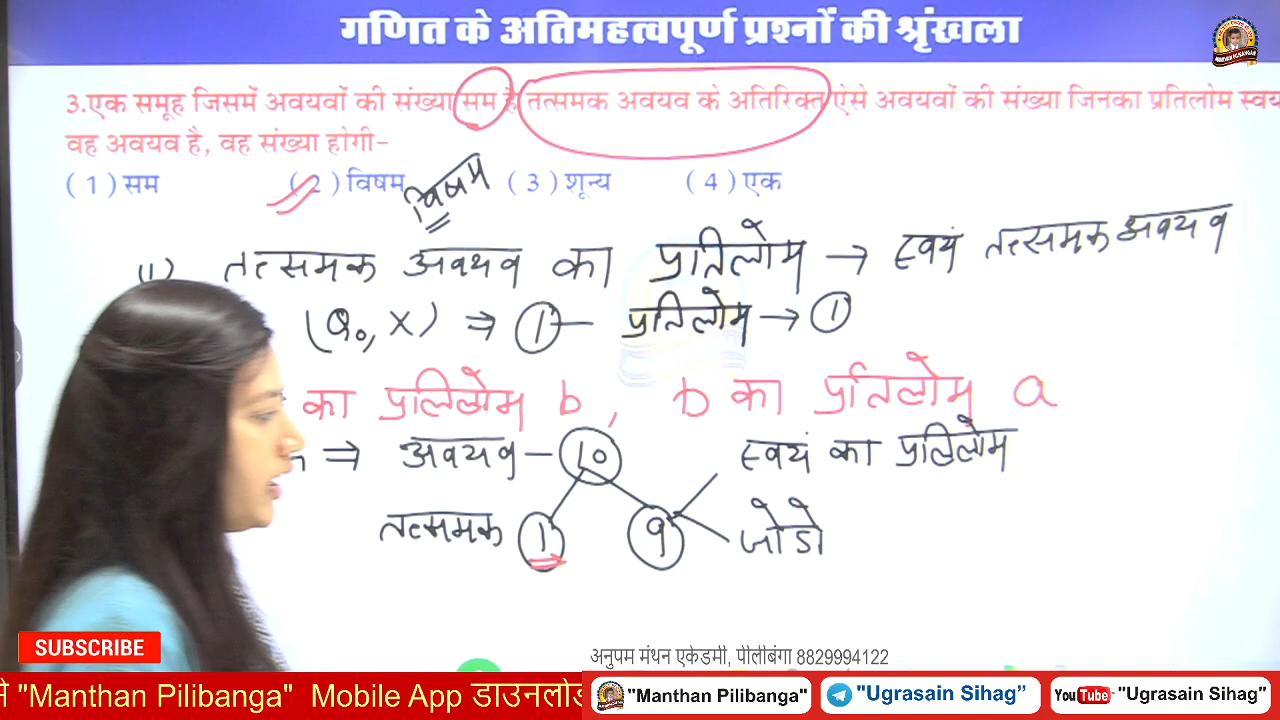 गणित के अतिमहत्वपूर्ण प्रश्नों की श्रृंखला
3.एक समूह जिसमें अवयवों की संख्या सम है तत्समक अवयव के अतिरिक्त ऐसे अवयवों की संख्या जिनका प्रतिलोम स्वय
वह अवयव है, वह संख्या होगी-
(1) सम (2) विषम (3) शून्य (4) एक
विषम
(1) तत्समक अवयव का प्रतिलोम → स्वयं तत्समक अवयव
(Q₀, X) ⇒ 1 – प्रतिलोम → 1
का प्रतिलोम b, b का प्रतिलोम a
⇒ अवयव – 10 स्वयं का प्रतिलोम
तत्समक 1 9 जोडो
SUBSCRIBE
अनुपम मंथन एकेडमी, पीलीबंगा 8829994122
से "Manthan Pilibanga" Mobile App डाउनलोड
"Manthan Pilibanga" "Ugrasain Sihag" YouTube-"Ugrasain Sihag"